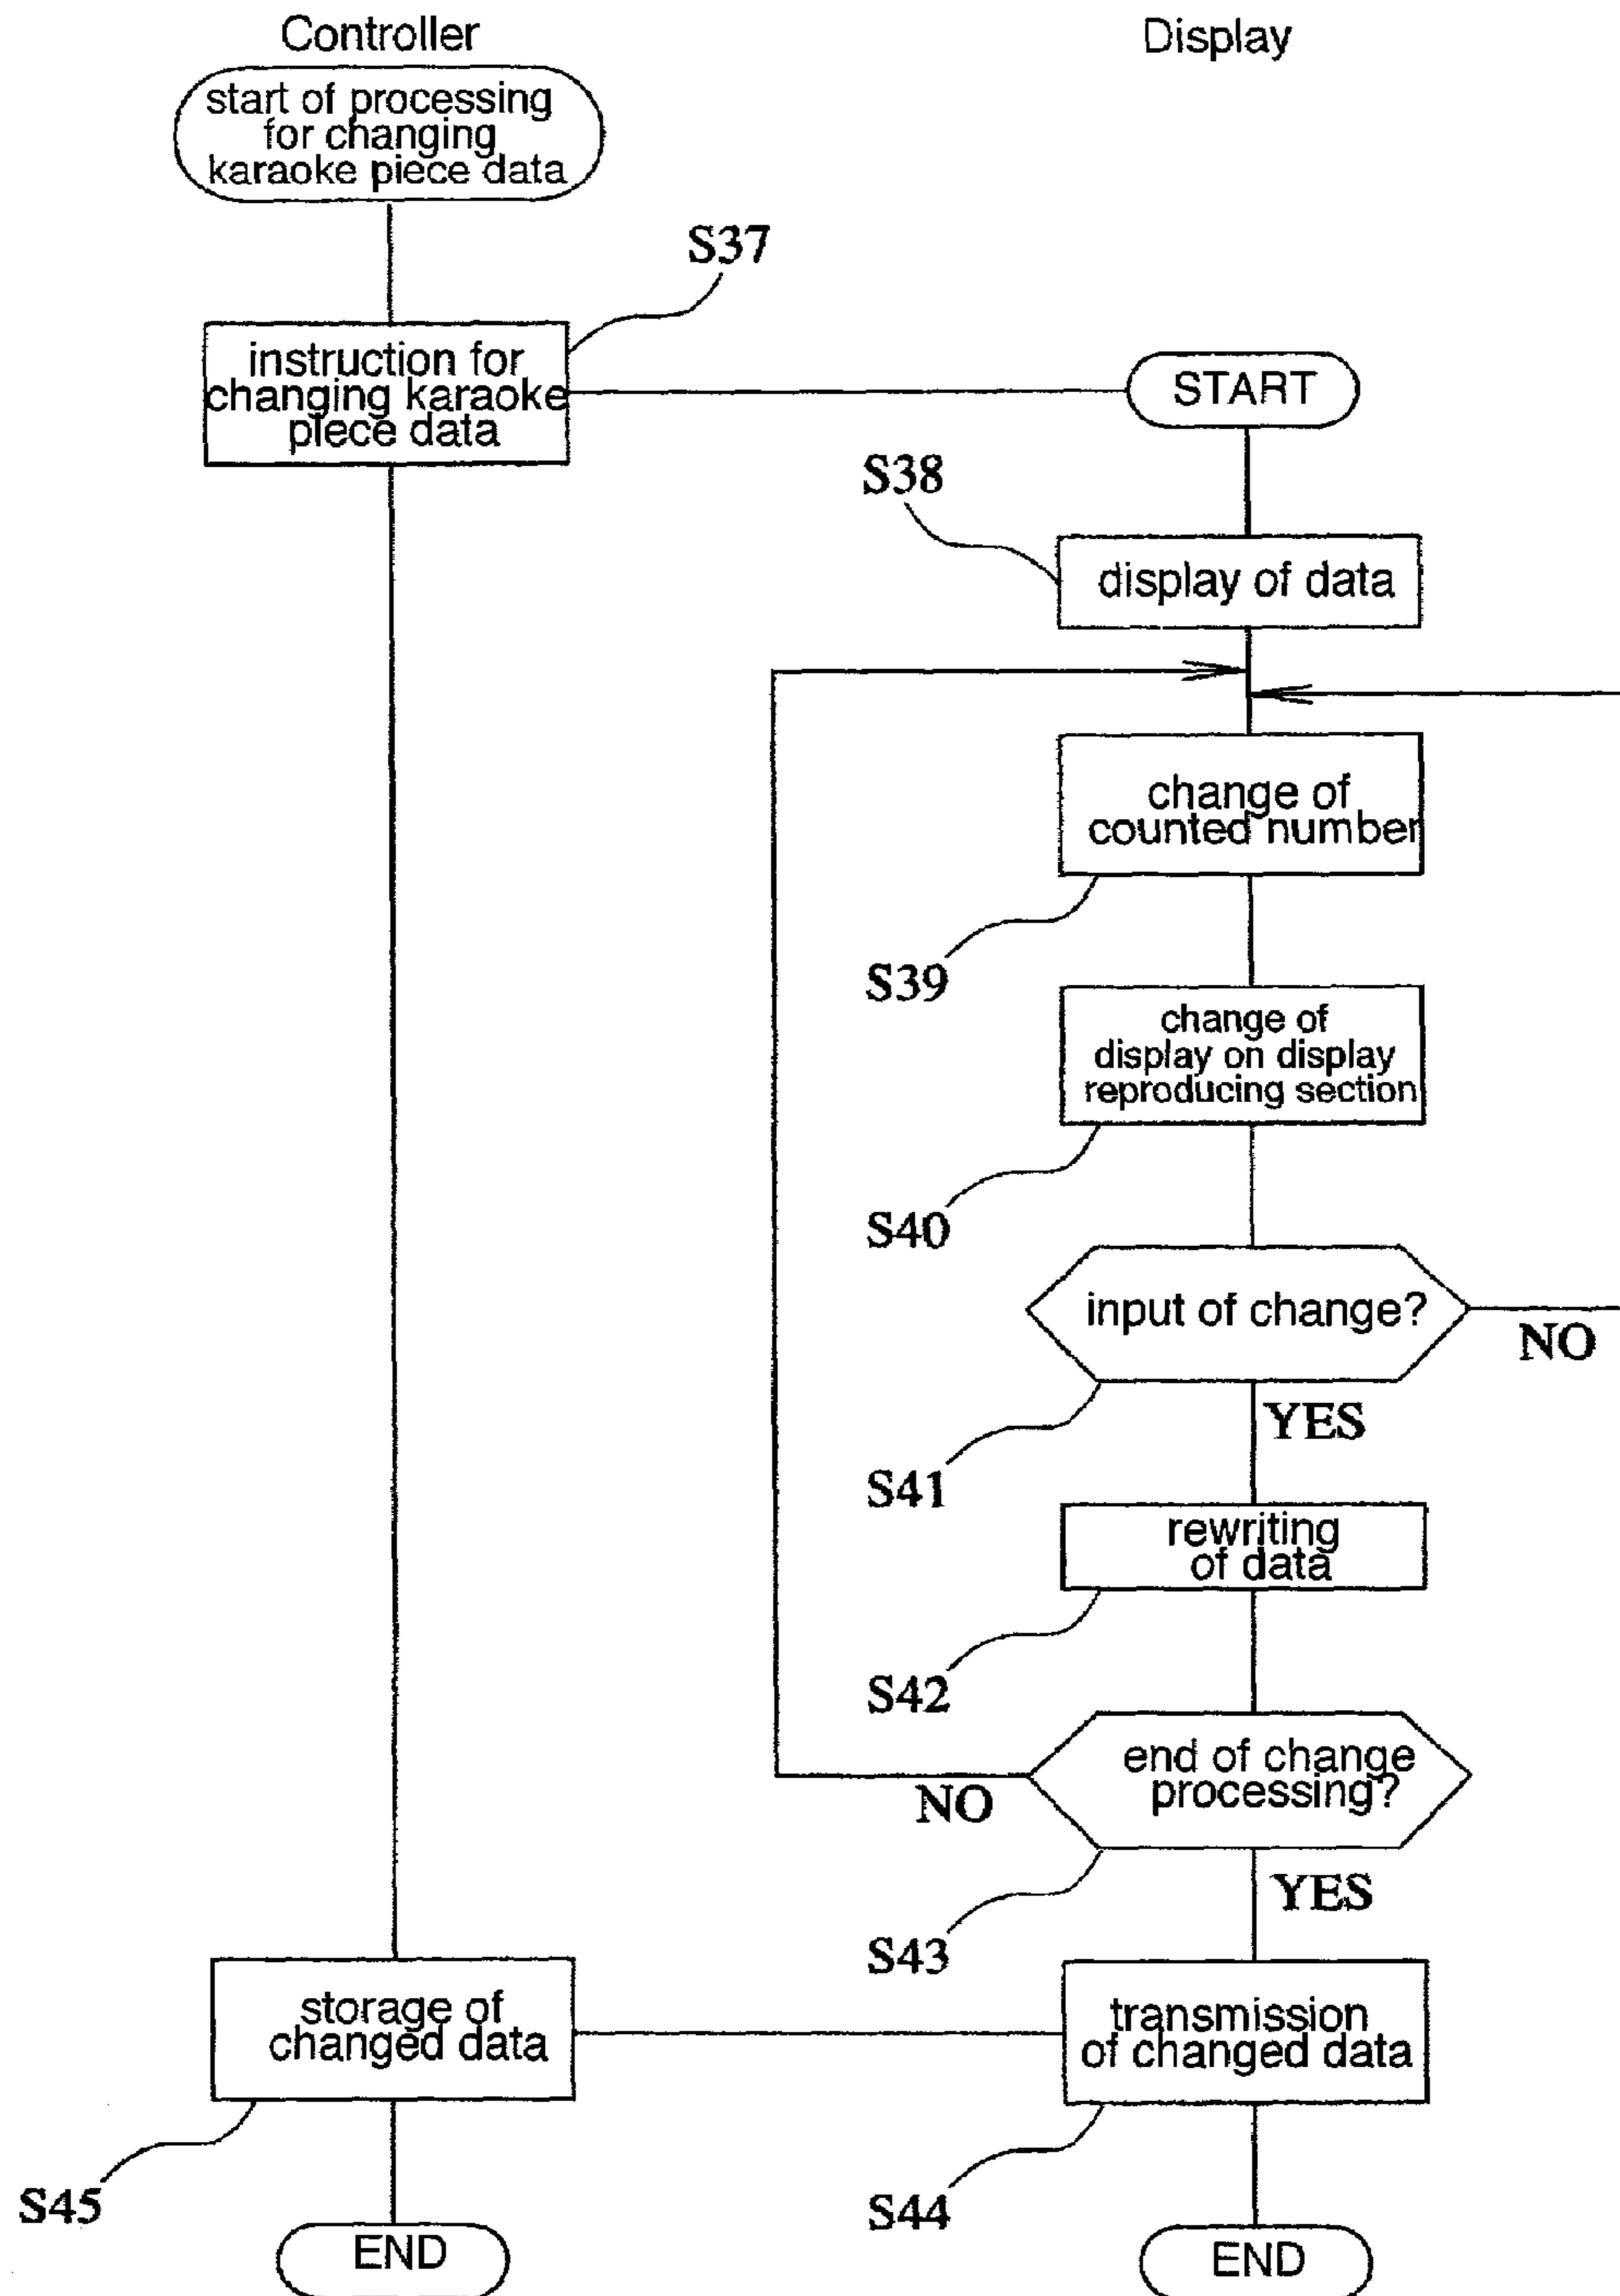 Controller
Display
start of processing
for changing
karaoke piece data
S37
instruction for
changing karaoke
piece data
START
S38
display of data
change of
counted number
S39
change of
display on display
reproducing section
S40
input of change?
NO
YES
S41
rewriting
of data
S42
end of change
processing?
NO
YES
S43
storage of
changed data
transmission
of changed data
S45
S44
END
END